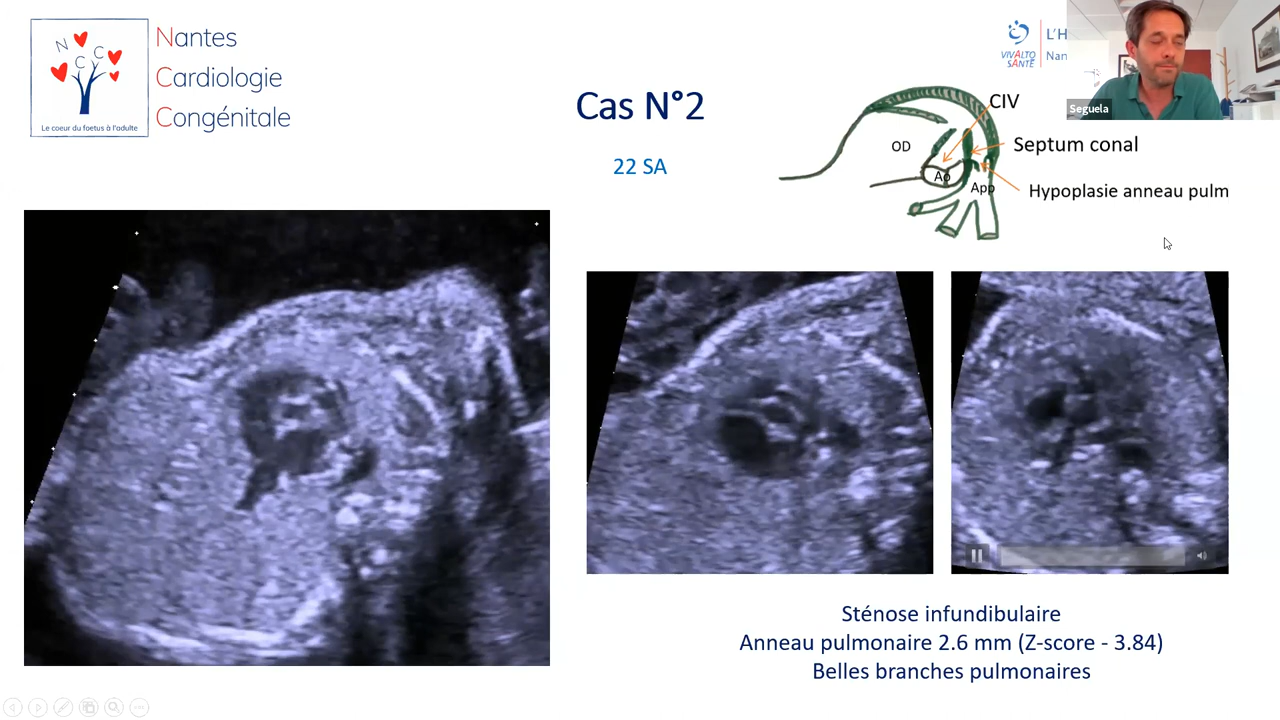 N
C
C
Le coeur du foetus à l'adulte
Nantes
Cardiologie
Congénitale
Cas N°2
22 SA
VIVALTO
SANTÉ
L'H
Nan
Seguela
CIV
OD
Septum conal
Ao
App
Hypoplasie anneau pulm
Sténose infundibulaire
Anneau pulmonaire 2.6 mm (Z-score - 3.84)
Belles branches pulmonaires